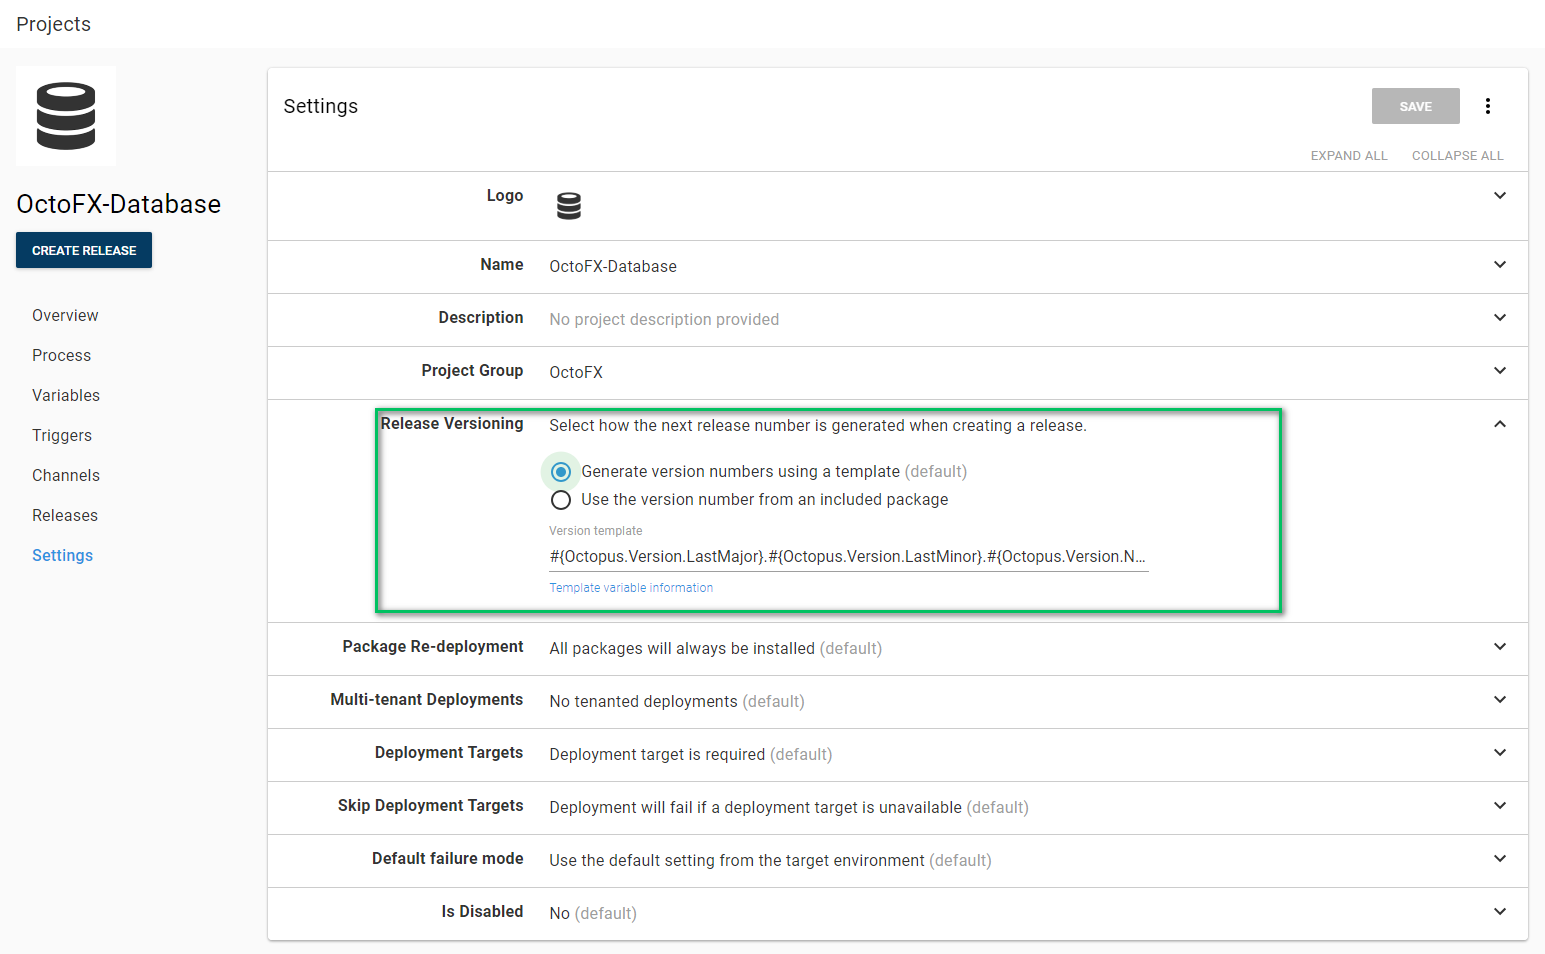 Projects
OctoFX-Database
CREATE RELEASE
Overview
Process
Variables
Triggers
Channels
Releases
Settings
Settings
SAVE
EXPAND ALL COLLAPSE ALL
Logo
Name OctoFX-Database
Description No project description provided
Project Group OctoFX
Release Versioning Select how the next release number is generated when creating a release.
Generate version numbers using a template (default)
Use the version number from an included package
Version template
#{Octopus.Version.LastMajor}.#{Octopus.Version.LastMinor}.#{Octopus.Version.N...
Template variable information
Package Re-deployment All packages will always be installed (default)
Multi-tenant Deployments No tenanted deployments (default)
Deployment Targets Deployment target is required (default)
Skip Deployment Targets Deployment will fail if a deployment target is unavailable (default)
Default failure mode Use the default setting from the target environment (default)
Is Disabled No (default)